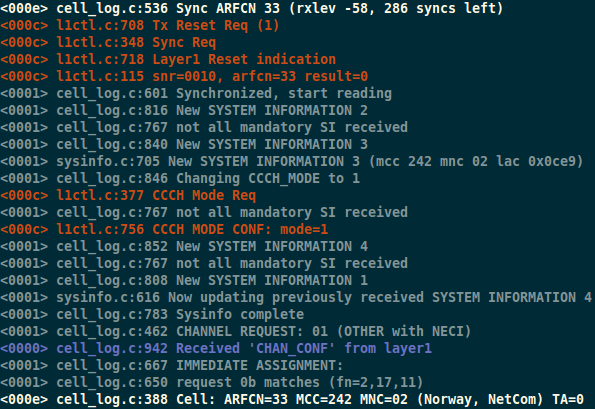 <000e> cell_log.c:536 Sync ARFCN 33 (rxlev -58, 286 syncs left)
<000c> l1ctl.c:708 Tx Reset Req (1)
<000c> l1ctl.c:348 Sync Req
<000c> l1ctl.c:718 Layer1 Reset indication
<000c> l1ctl.c:115 snr=0010, arfcn=33 result=0
<0001> cell_log.c:601 Synchronized, start reading
<0001> cell_log.c:816 New SYSTEM INFORMATION 2
<0001> cell_log.c:767 not all mandatory SI received
<0001> cell_log.c:840 New SYSTEM INFORMATION 3
<0001> sysinfo.c:705 New SYSTEM INFORMATION 3 (mcc 242 mnc 02 lac 0x0ce9)
<0001> cell_log.c:846 Changing CCCH_MODE to 1
<000c> l1ctl.c:377 CCCH Mode Req
<0001> cell_log.c:767 not all mandatory SI received
<000c> l1ctl.c:756 CCCH MODE CONF: mode=1
<0001> cell_log.c:852 New SYSTEM INFORMATION 4
<0001> cell_log.c:767 not all mandatory SI received
<0001> cell_log.c:808 New SYSTEM INFORMATION 1
<0001> sysinfo.c:616 Now updating previously received SYSTEM INFORMATION 4
<0001> cell_log.c:783 Sysinfo complete
<0001> cell_log.c:462 CHANNEL REQUEST: 01 (OTHER with NECI)
<0000> cell_log.c:942 Received 'CHAN_CONF' from layer1
<0001> cell_log.c:667 IMMEDIATE ASSIGNMENT:
<0001> cell_log.c:650 request 0b matches (fn=2,17,11)
<000e> cell_log.c:388 Cell: ARFCN=33 MCC=242 MNC=02 (Norway, NetCom) TA=0